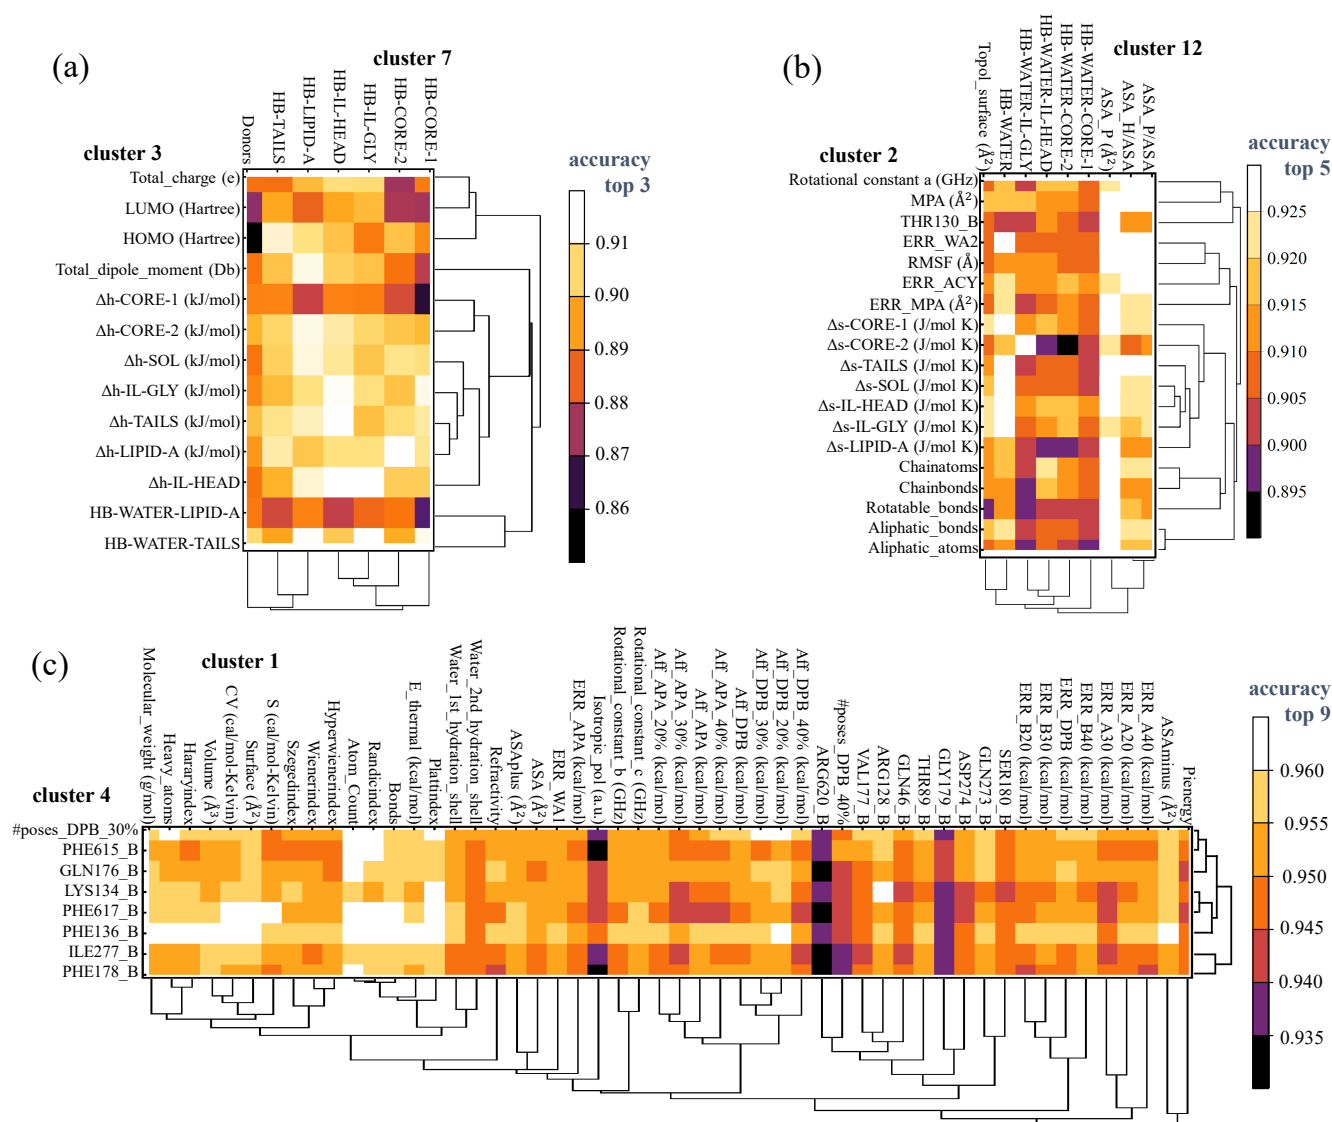 (a)
cluster 7
Donors
HB-TAILS
HB-LIPID-A
HB-IL-HEAD
HB-IL-GLY
HB-CORE-2
HB-CORE-1
cluster 3
Total_charge (e)
LUMO (Hartree)
HOMO (Hartree)
Total_dipole_moment (Db)
Δh-CORE-1 (kJ/mol)
Δh-CORE-2 (kJ/mol)
Δh-SOL (kJ/mol)
Δh-IL-GLY (kJ/mol)
Δh-TAILS (kJ/mol)
Δh-LIPID-A (kJ/mol)
Δh-IL-HEAD
HB-WATER-LIPID-A
HB-WATER-TAILS
accuracy
top 3
0.91
0.90
0.89
0.88
0.87
0.86
(b)
cluster 12
Topol_surface (Å²)
HB-WATER
HB-WATER-IL-GLY
HB-WATER-IL-HEAD
HB-WATER-CORE-2
HB-WATER-CORE-1
ASA_P (Å²)
ASA_H/ASA
ASA_P/ASA
cluster 2
Rotational constant a (GHz)
MPA (Å²)
THR130_B
ERR_WA2
RMSF (Å)
ERR_ACY
ERR_MPA (Å²)
Δs-CORE-1 (J/mol K)
Δs-CORE-2 (J/mol K)
Δs-TAILS (J/mol K)
Δs-SOL (J/mol K)
Δs-IL-HEAD (J/mol K)
Δs-IL-GLY (J/mol K)
Δs-LIPID-A (J/mol K)
Chainatoms
Chainbonds
Rotatable_bonds
Aliphatic_bonds
Aliphatic_atoms
accuracy
top 5
0.925
0.920
0.915
0.910
0.905
0.900
0.895
(c)
cluster 1
Molecular_weight (g/mol)
Heavy_atoms
Hararyindex
Volume (Å³)
CV (cal/mol-Kelvin)
Surface (Å²)
S (cal/mol-Kelvin)
Szegedindex
Wienerindex
Hyperwienerindex
Atom_Count
Randicindex
Bonds
E_thermal (kcal/mol)
Plattindex
Water_1st_hydration_shell
Water_2nd_hydration_shell
Refractivity
ASAplus (Å²)
ASA (Å²)
ERR_WA1
ERR_APA (kcal/mol)
Isotropic_pol (a.u.)
Rotational_constant_b (GHz)
Rotational_constant_c (GHz)
Aff_APA_20% (kcal/mol)
Aff_APA_30% (kcal/mol)
Aff_APA (kcal/mol)
Aff_APA_40% (kcal/mol)
Aff_DPB (kcal/mol)
Aff_DPB_30% (kcal/mol)
Aff_DPB_20% (kcal/mol)
Aff_DPB_40% (kcal/mol)
ARG620_B
#poses_DPB_40%
VAL177_B
ARG128_B
GLN46_B
THR89_B
GLY179_B
ASP274_B
GLN273_B
SER180_B
ERR_B20 (kcal/mol)
ERR_B30 (kcal/mol)
ERR_DPB (kcal/mol)
ERR_B40 (kcal/mol)
ERR_A30 (kcal/mol)
ERR_A20 (kcal/mol)
ERR_A40 (kcal/mol)
ASAminus (Å²)
Pienergy
cluster 4
#poses_DPB_30%
PHE615_B
GLN176_B
LYS134_B
PHE617_B
PHE136_B
ILE277_B
PHE178_B
accuracy
top 9
0.960
0.955
0.950
0.945
0.940
0.935